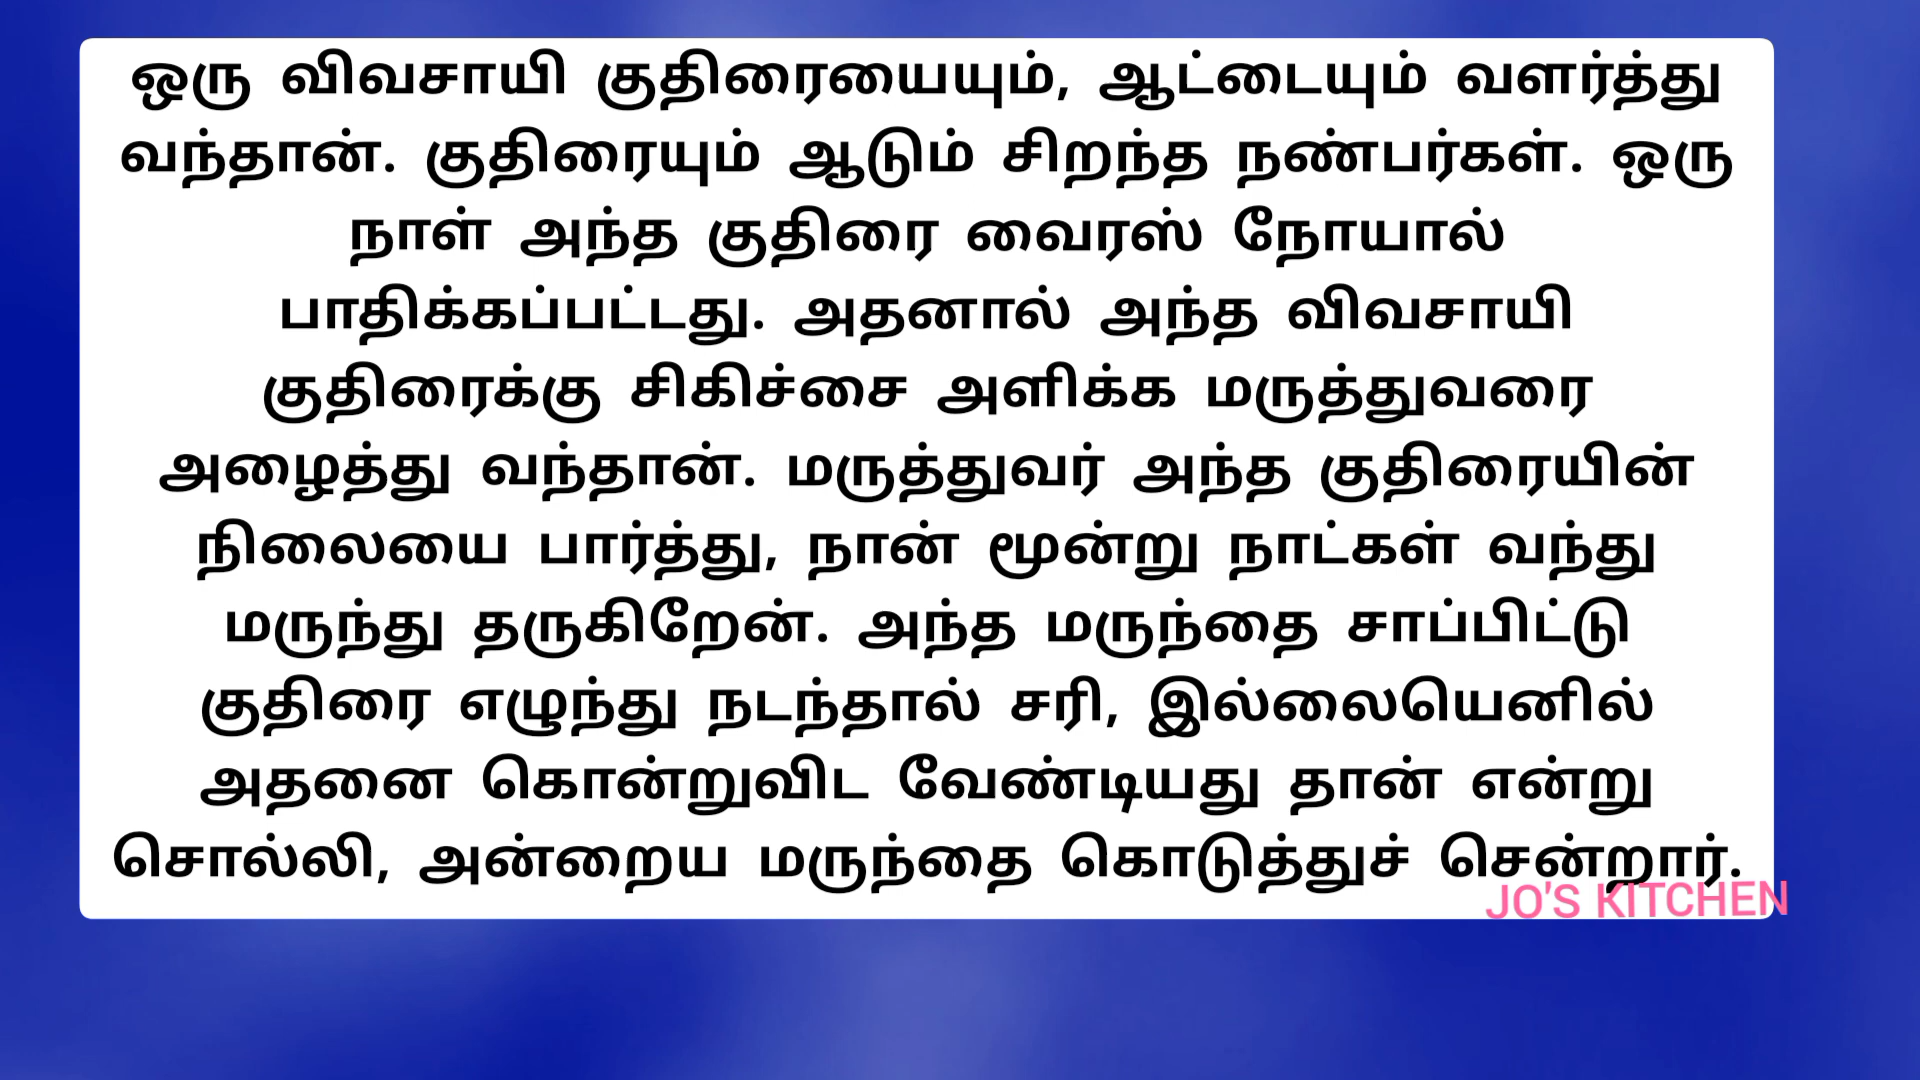 ஒரு விவசாயி குதிரையையும், ஆட்டையும் வளர்த்து
வந்தான். குதிரையும் ஆடும் சிறந்த நண்பர்கள். ஒரு
நாள் அந்த குதிரை வைரஸ் நோயால்
பாதிக்கப்பட்டது. அதனால் அந்த விவசாயி
குதிரைக்கு சிகிச்சை அளிக்க மருத்துவரை
அழைத்து வந்தான். மருத்துவர் அந்த குதிரையின்
நிலையை பார்த்து, நான் மூன்று நாட்கள் வந்து
மருந்து தருகிறேன். அந்த மருந்தை சாப்பிட்டு
குதிரை எழுந்து நடந்தால் சரி, இல்லையெனில்
அதனை கொன்றுவிட வேண்டியது தான் என்று
சொல்லி, அன்றைய மருந்தை கொடுத்துச் சென்றார்.
JO'S KITCHEN